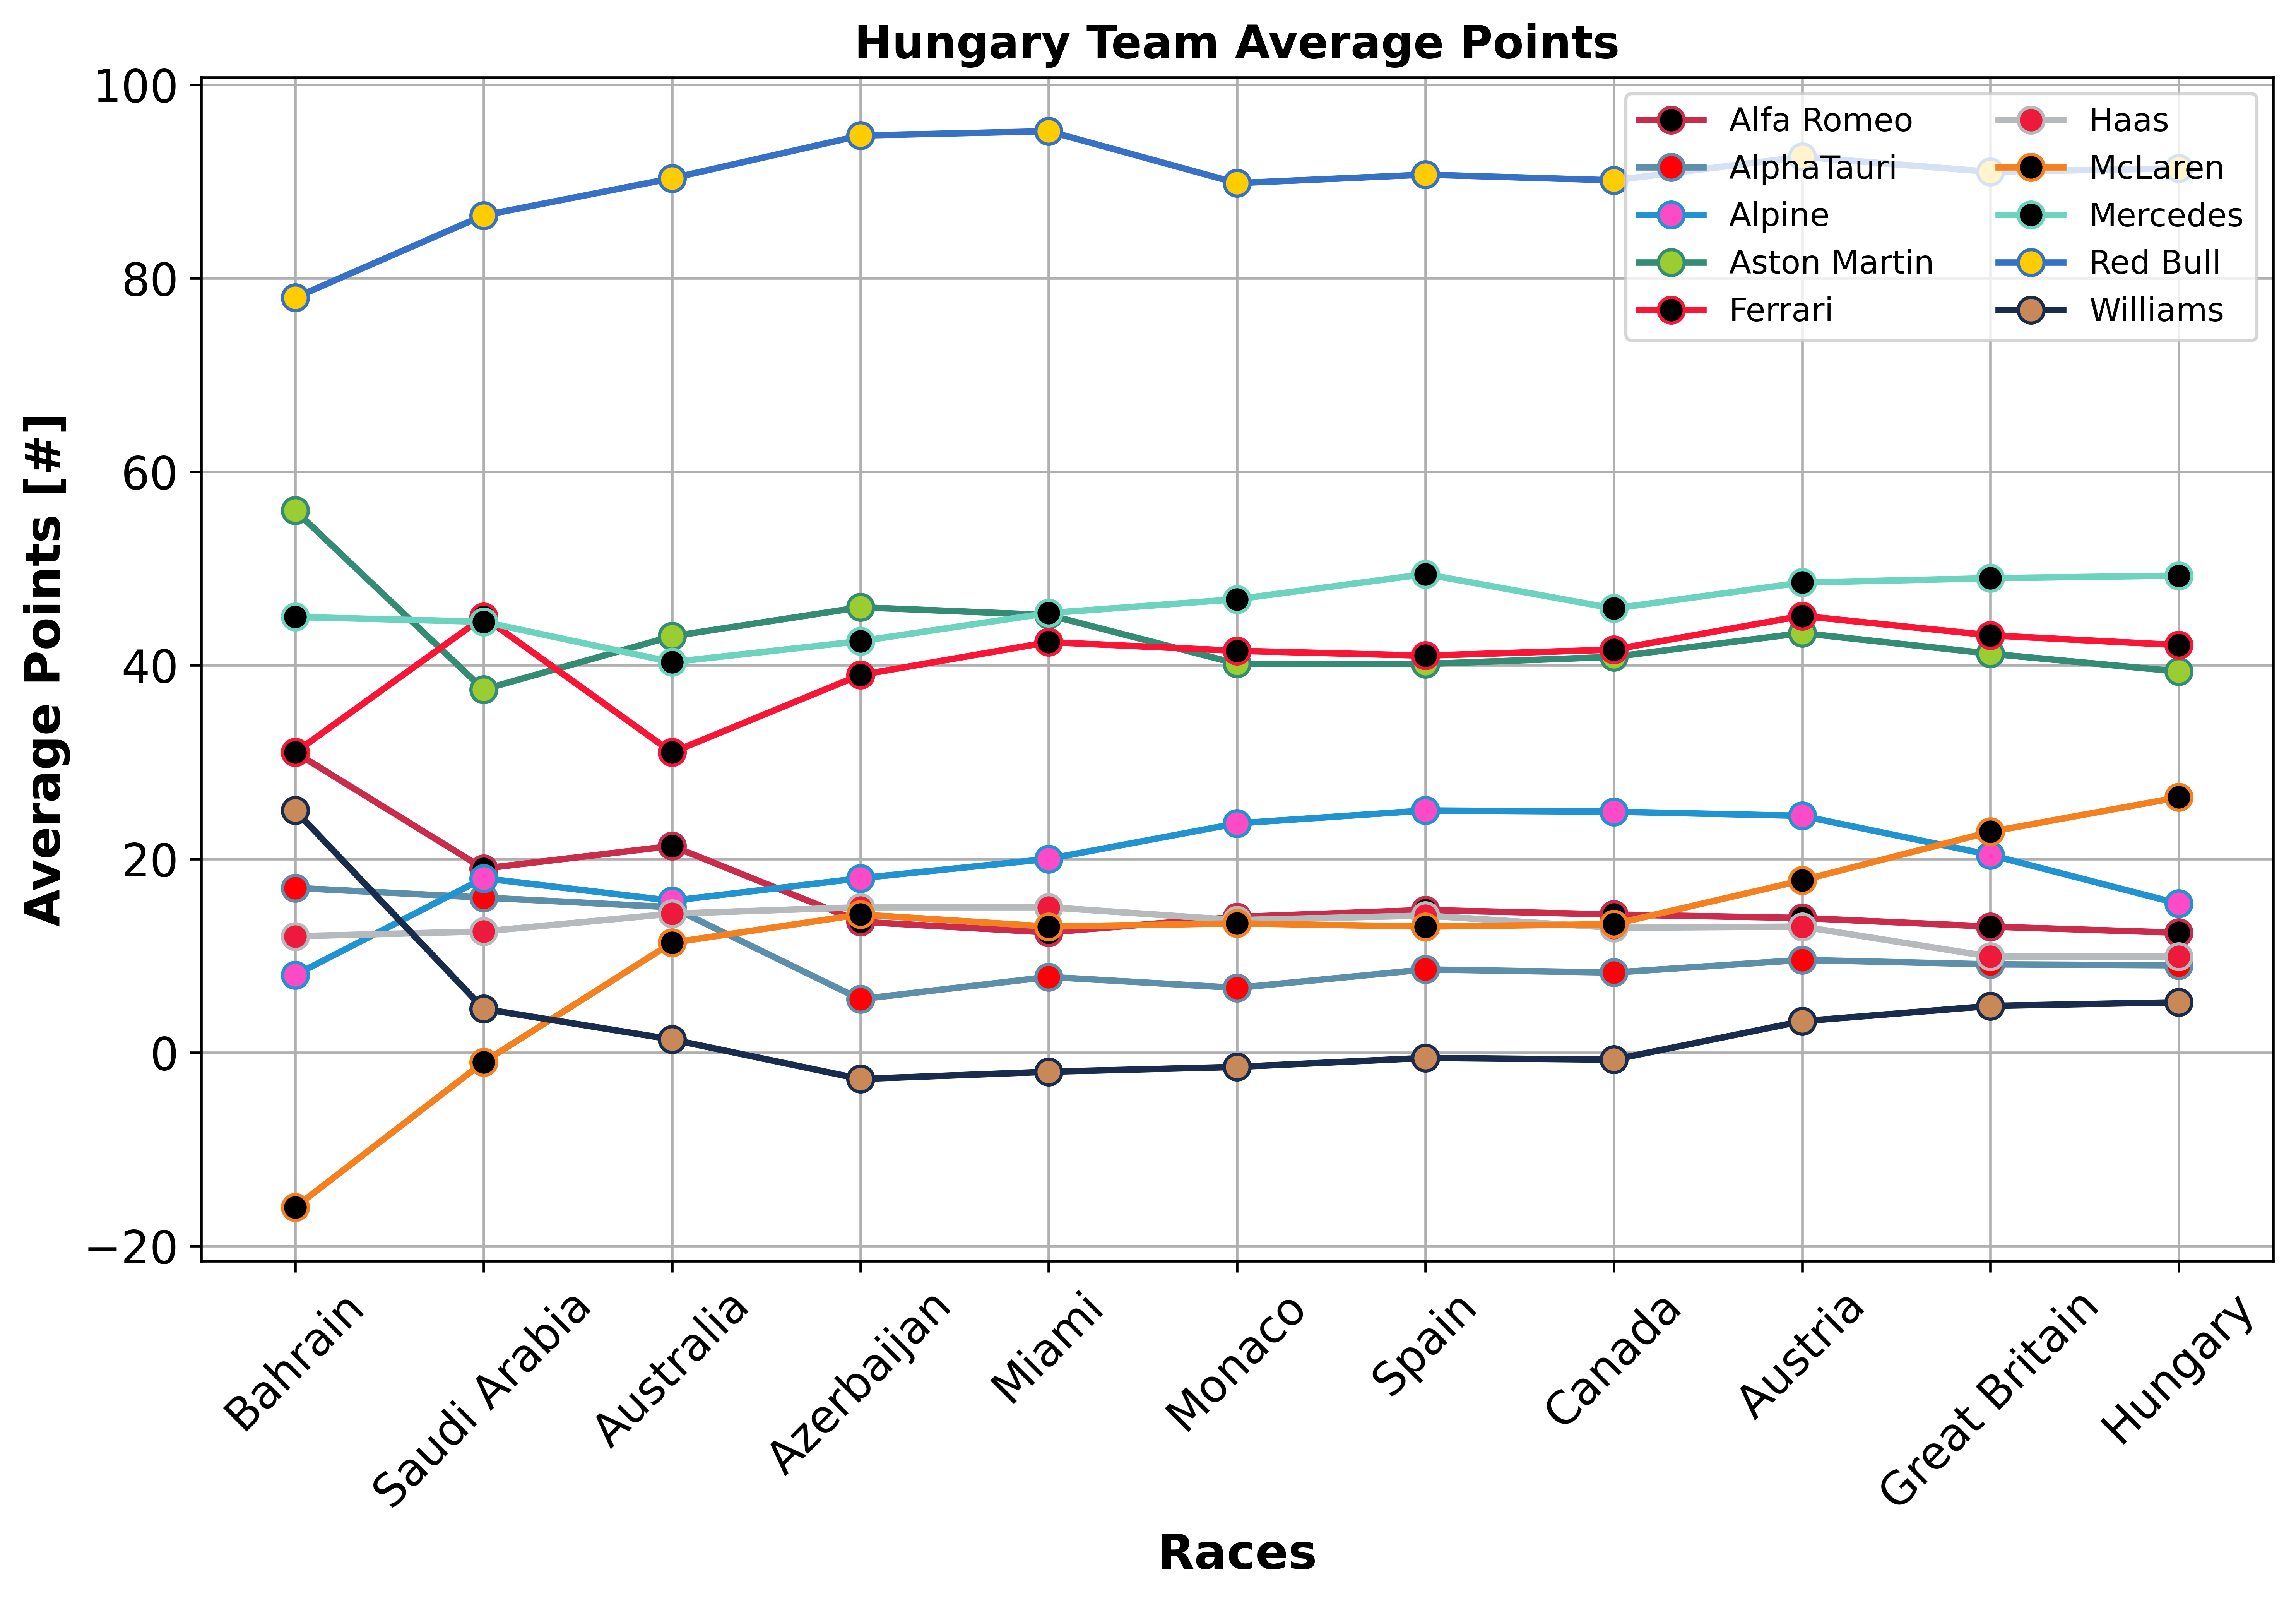 Hungary Team Average Points
100
80
60
40
20
0
−20
Average Points [#]
Alfa Romeo
AlphaTauri
Alpine
Aston Martin
Ferrari
Haas
McLaren
Mercedes
Red Bull
Williams
Bahrain
Saudi Arabia
Australia
Azerbaijan
Miami
Monaco
Spain
Canada
Austria
Great Britain
Hungary
Races